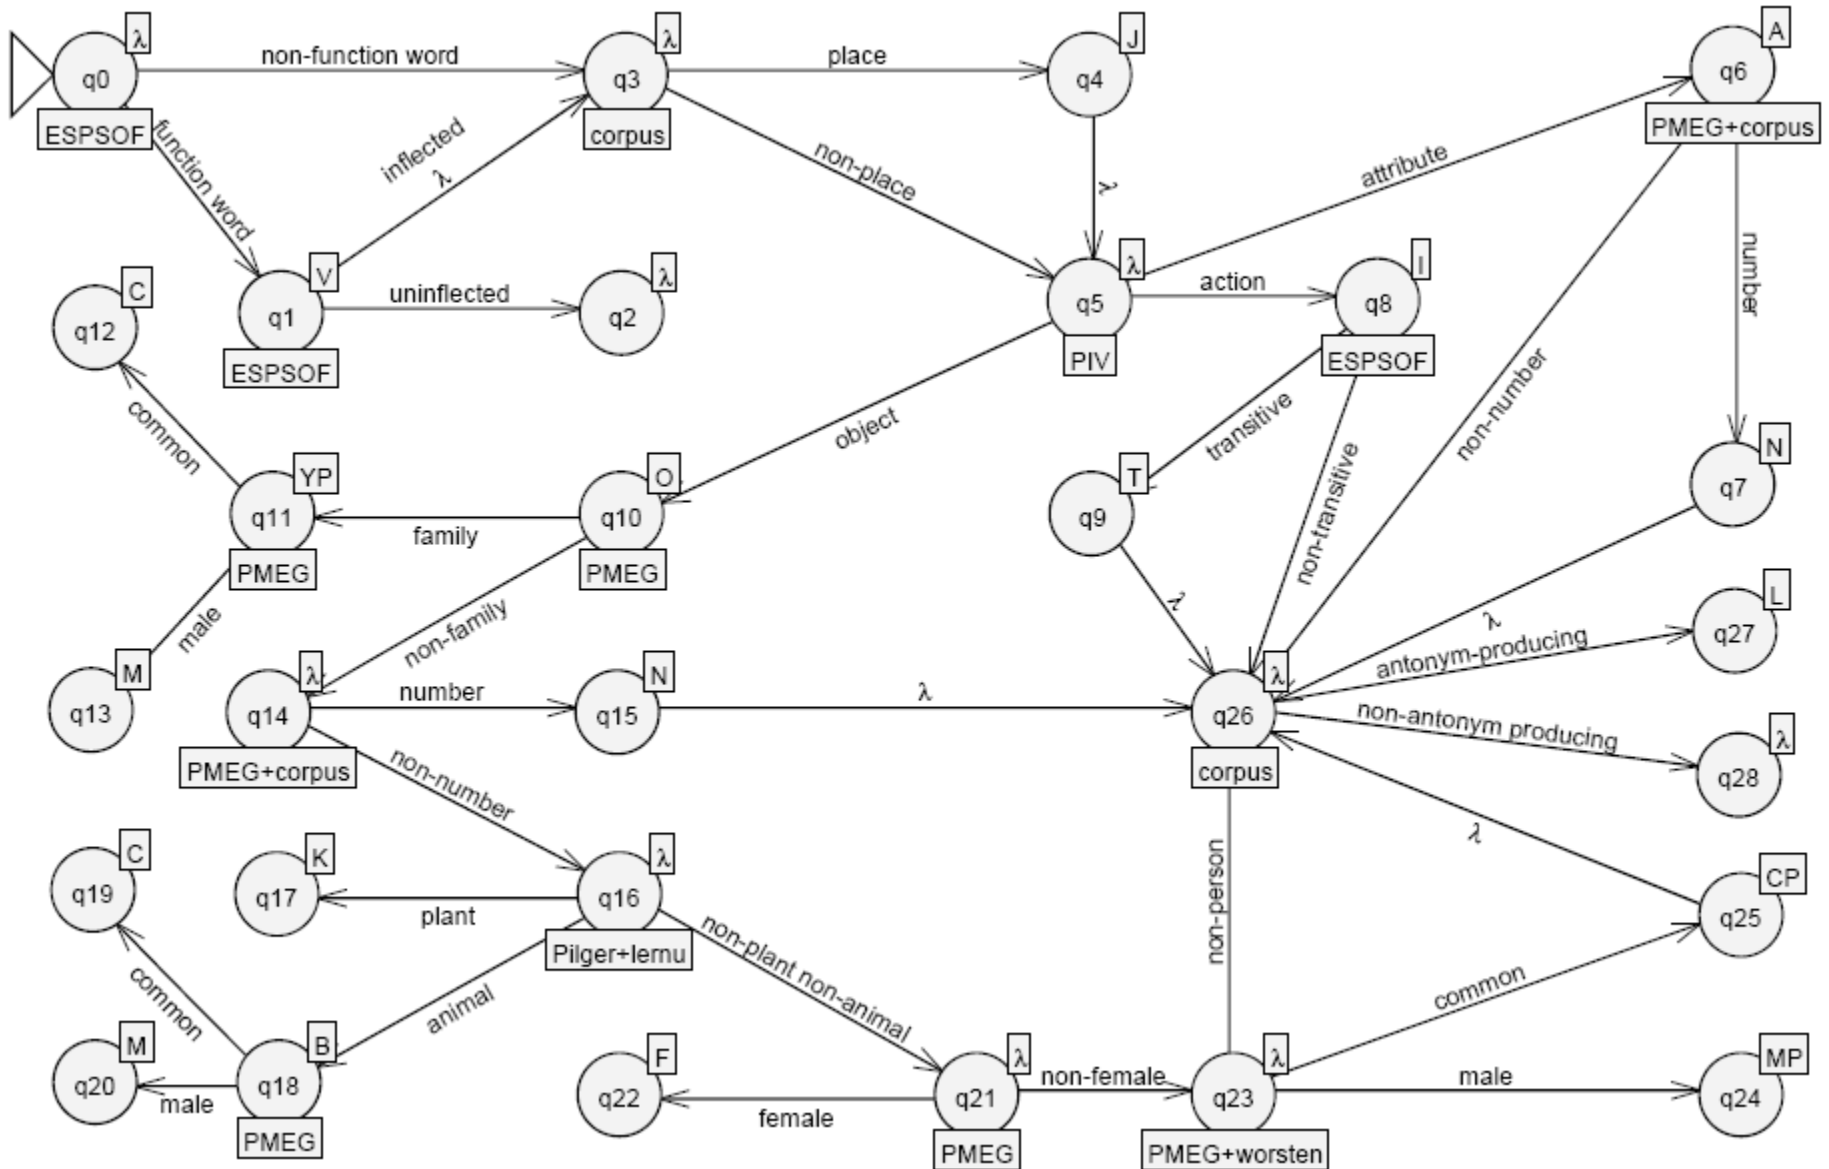 λ
q0
ESPSOF
non-function word
λ
q3
corpus
place
J
q4
A
q6
PMEG+corpus
function word
inflected
λ
non-place
λ
attribute
number
C
q12
V
q1
ESPSOF
uninflected
λ
q2
λ
q5
PIV
action
I
q8
ESPSOF
non-number
common
object
transitive
non-transitive
YP
q11
PMEG
family
O
q10
PMEG
T
q9
N
q7
male
non-family
λ
λ
L
q27
antonym-producing
M
q13
λ
q14
PMEG+corpus
number
N
q15
λ
λ
q26
corpus
non-antonym producing
λ
q28
non-number
λ
C
q19
K
q17
plant
λ
q16
Pilger+lernu
non-plant non-animal
non-person
CP
q25
common
animal
common
M
q20
male
B
q18
PMEG
F
q22
female
λ
q21
PMEG
non-female
λ
q23
PMEG+worsten
male
MP
q24